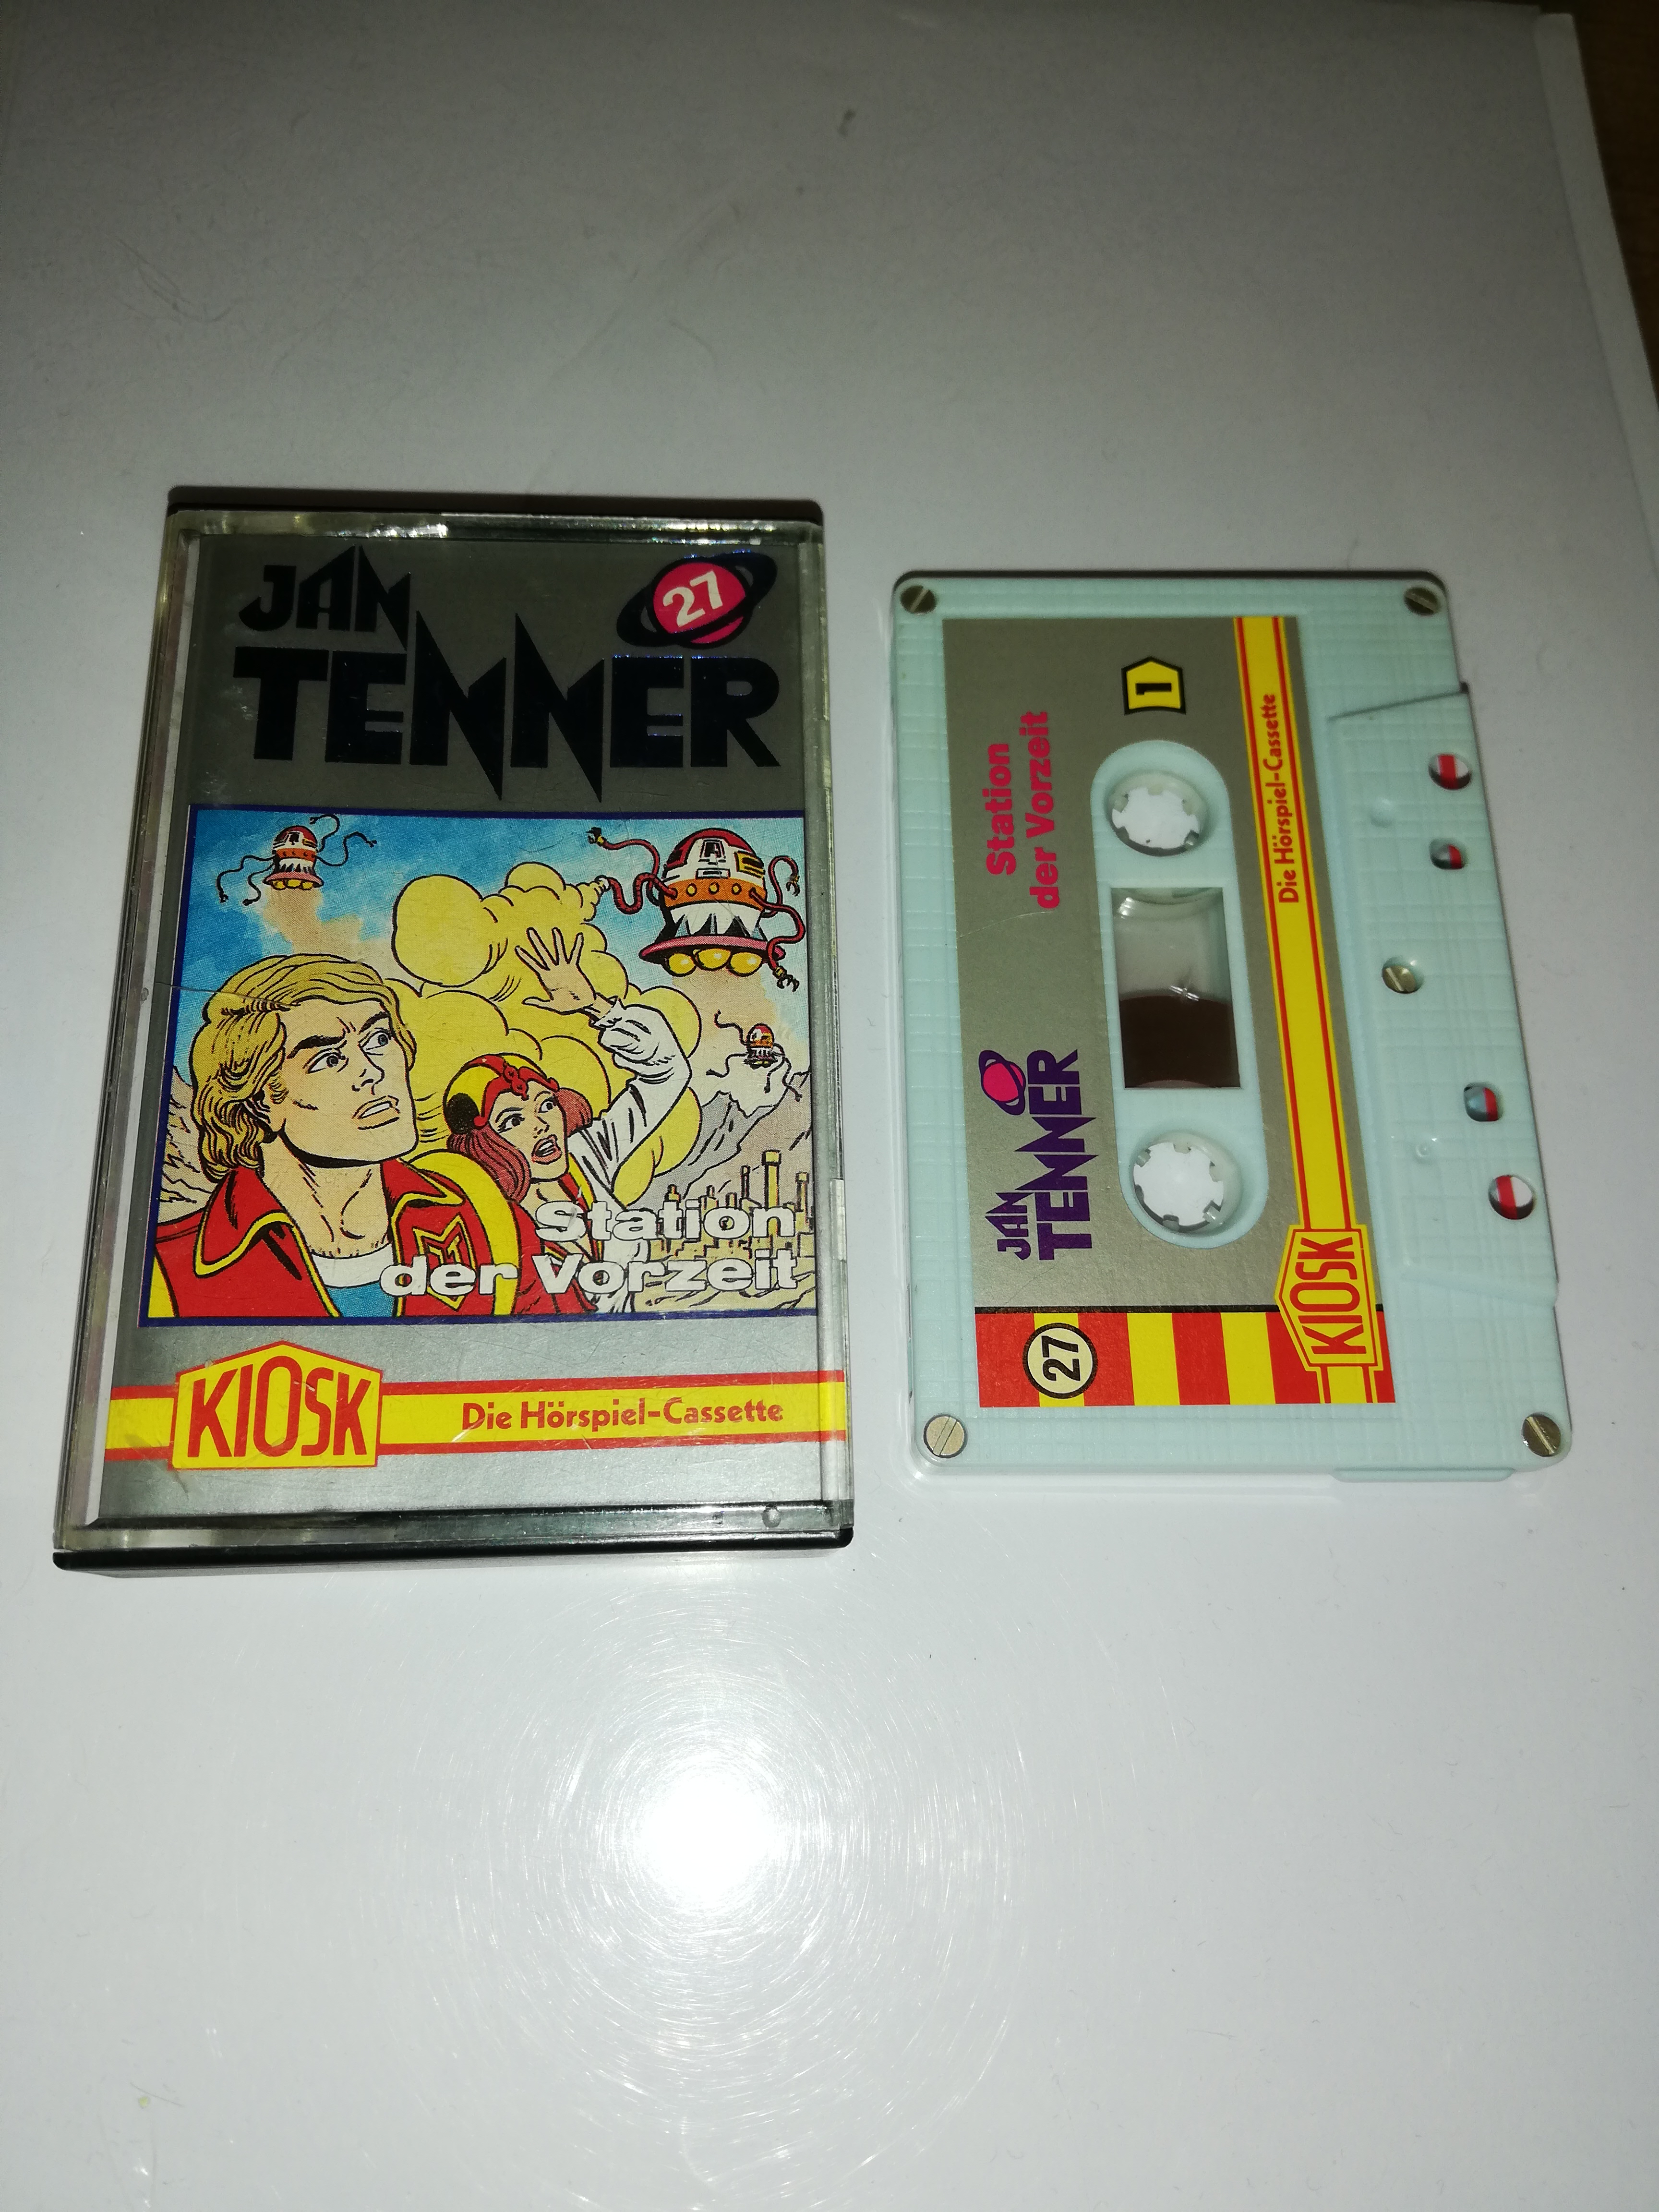 JAN
TENNER
27
Station
der Vorzeit
KIOSK
Die Hörspiel-Cassette
JAN
TENNER
Station
der Vorzeit
1
27
KIOSK
Die Hörspiel-Cassette